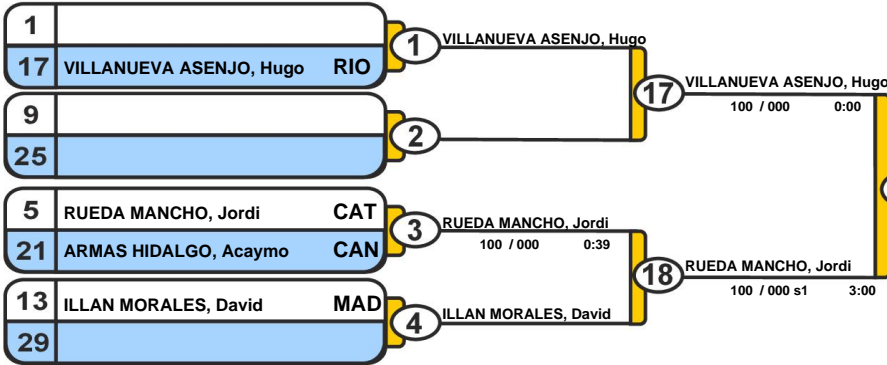 1
17 VILLANUEVA ASENJO, Hugo RIO
1 VILLANUEVA ASENJO, Hugo
17 VILLANUEVA ASENJO, Hugo
100 / 000 0:00
9
25
2
5 RUEDA MANCHO, Jordi CAT
21 ARMAS HIDALGO, Acaymo CAN
3 RUEDA MANCHO, Jordi
100 / 000 0:39
18 RUEDA MANCHO, Jordi
100 / 000 s1 3:00
13 ILLAN MORALES, David MAD
29
4 ILLAN MORALES, David